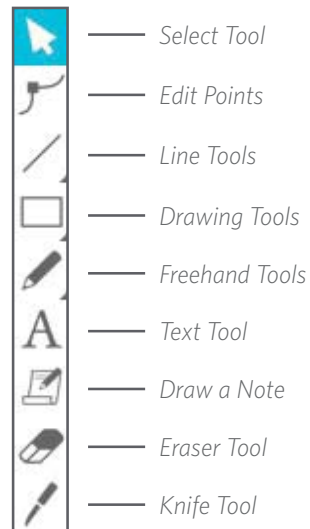 Select Tool
Edit Points
Line Tools
Drawing Tools
Freehand Tools
A
Text Tool
Draw a Note
Eraser Tool
Knife Tool